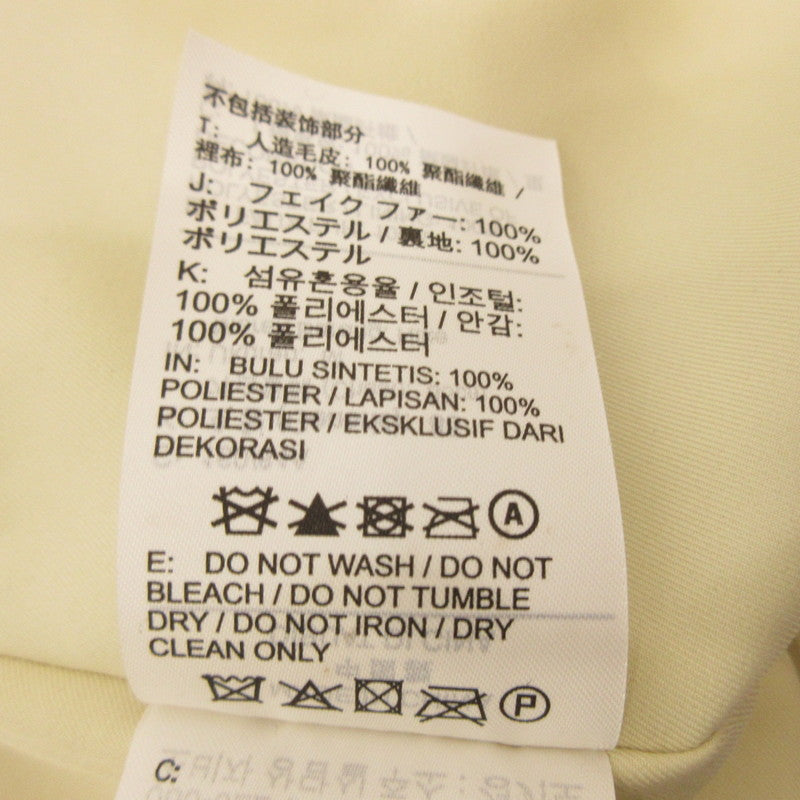 不包括装饰部分
T: 人造毛皮: 100% 聚酯纖維 /
裡布: 100% 聚酯纖維
J: フェイク ファー: 100%
ポリエステル / 裏地: 100%
ポリエステル
K: 섬유혼용율 / 인조털:
100% 폴리에스터 / 안감:
100% 폴리에스터
IN: BULU SINTETIS: 100%
POLIESTER / LAPISAN: 100%
POLIESTER / EKSKLUSIF DARI
DEKORASI
A
E: DO NOT WASH / DO NOT
BLEACH / DO NOT TUMBLE
DRY / DO NOT IRON / DRY
CLEAN ONLY
P
C: